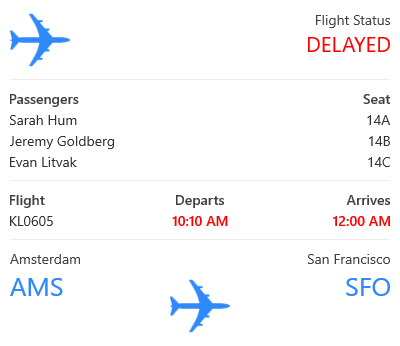 Flight Status
DELAYED
Passengers Seat
Sarah Hum 14A
Jeremy Goldberg 14B
Evan Litvak 14C
Flight Departs Arrives
KL0605 10:10 AM 12:00 AM
Amsterdam San Francisco
AMS SFO